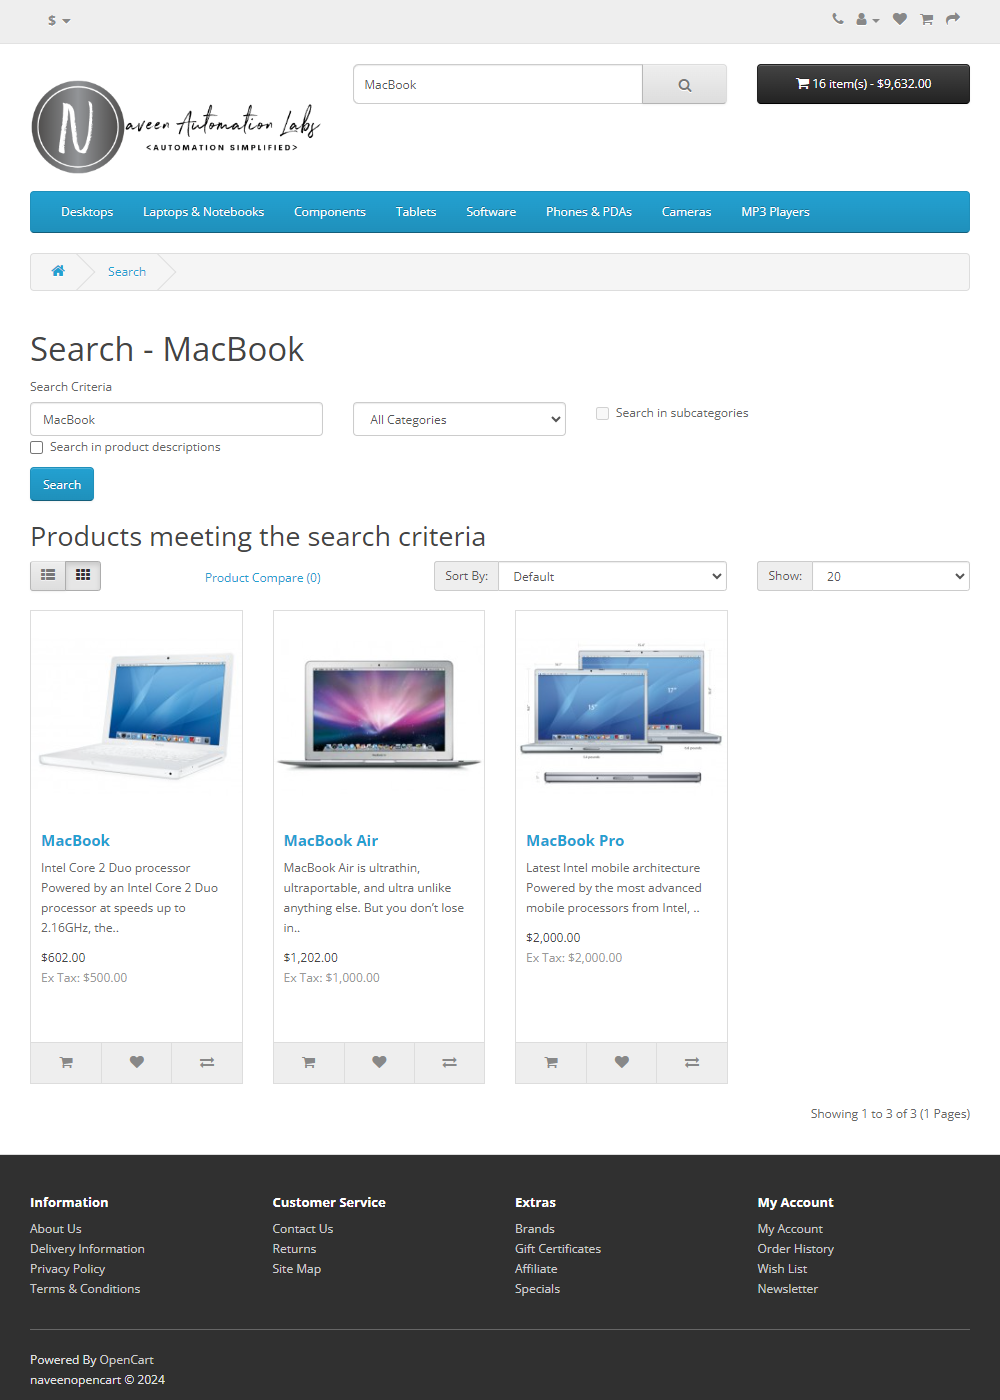 $
MacBook
16 item(s) - $9,632.00
N
aveen Automation Labs
<AUTOMATION SIMPLIFIED>
Desktops
Laptops & Notebooks
Components
Tablets
Software
Phones & PDAs
Cameras
MP3 Players
Search
Search - MacBook
Search Criteria
MacBook
All Categories
Search in subcategories
Search in product descriptions
Search
Products meeting the search criteria
Product Compare (0)
Sort By:
Default
Show:
20
15"
17"
MacBook
Intel Core 2 Duo processor
Powered by an Intel Core 2 Duo
processor at speeds up to
2.16GHz, the..
$602.00
Ex Tax: $500.00
MacBook Air
MacBook Air is ultrathin,
ultraportable, and ultra unlike
anything else. But you don’t lose
in..
$1,202.00
Ex Tax: $1,000.00
MacBook Pro
Latest Intel mobile architecture
Powered by the most advanced
mobile processors from Intel, ..
$2,000.00
Ex Tax: $2,000.00
Showing 1 to 3 of 3 (1 Pages)
Information
About Us
Delivery Information
Privacy Policy
Terms & Conditions
Customer Service
Contact Us
Returns
Site Map
Extras
Brands
Gift Certificates
Affiliate
Specials
My Account
My Account
Order History
Wish List
Newsletter
Powered By OpenCart
naveenopencart © 2024